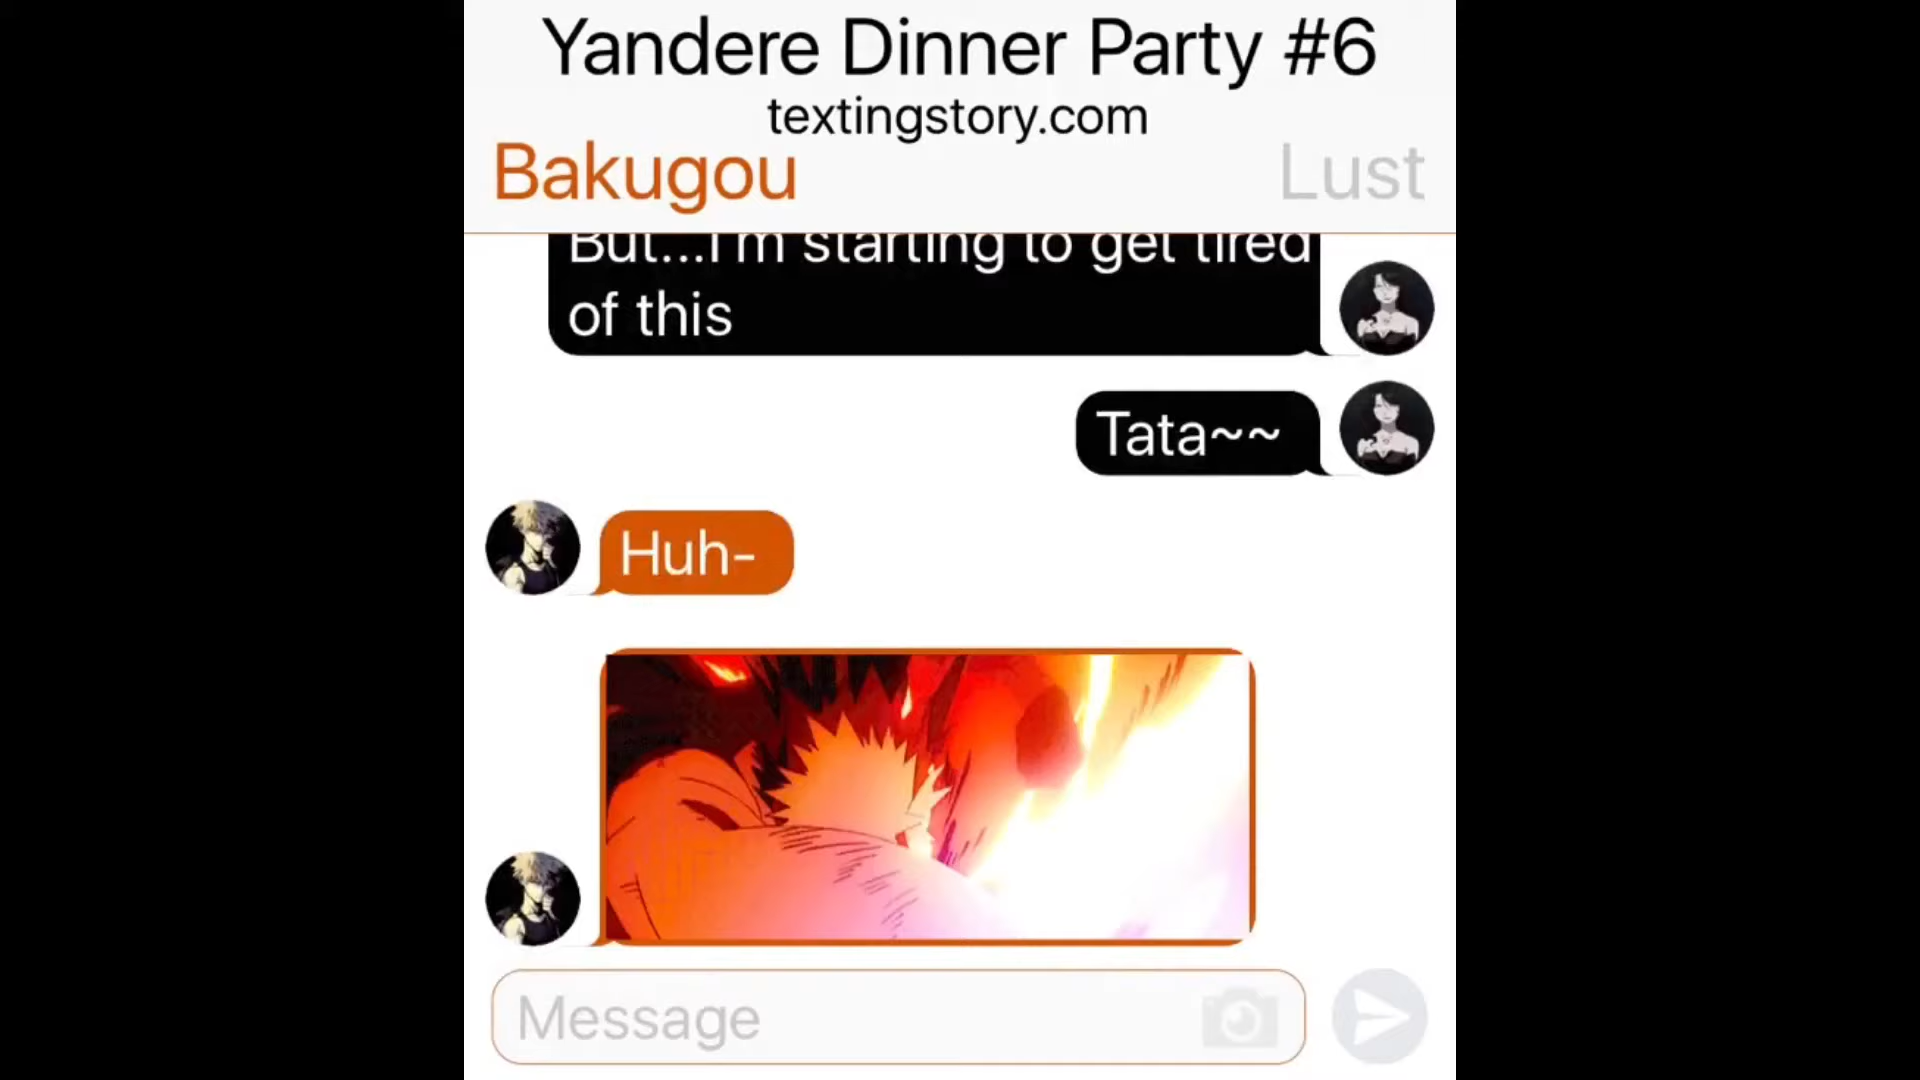 Yandere Dinner Party #6
textingstory.com
Bakugou
Lust
But...I'm starting to get tired
of this
Tata~~
Huh-
Message